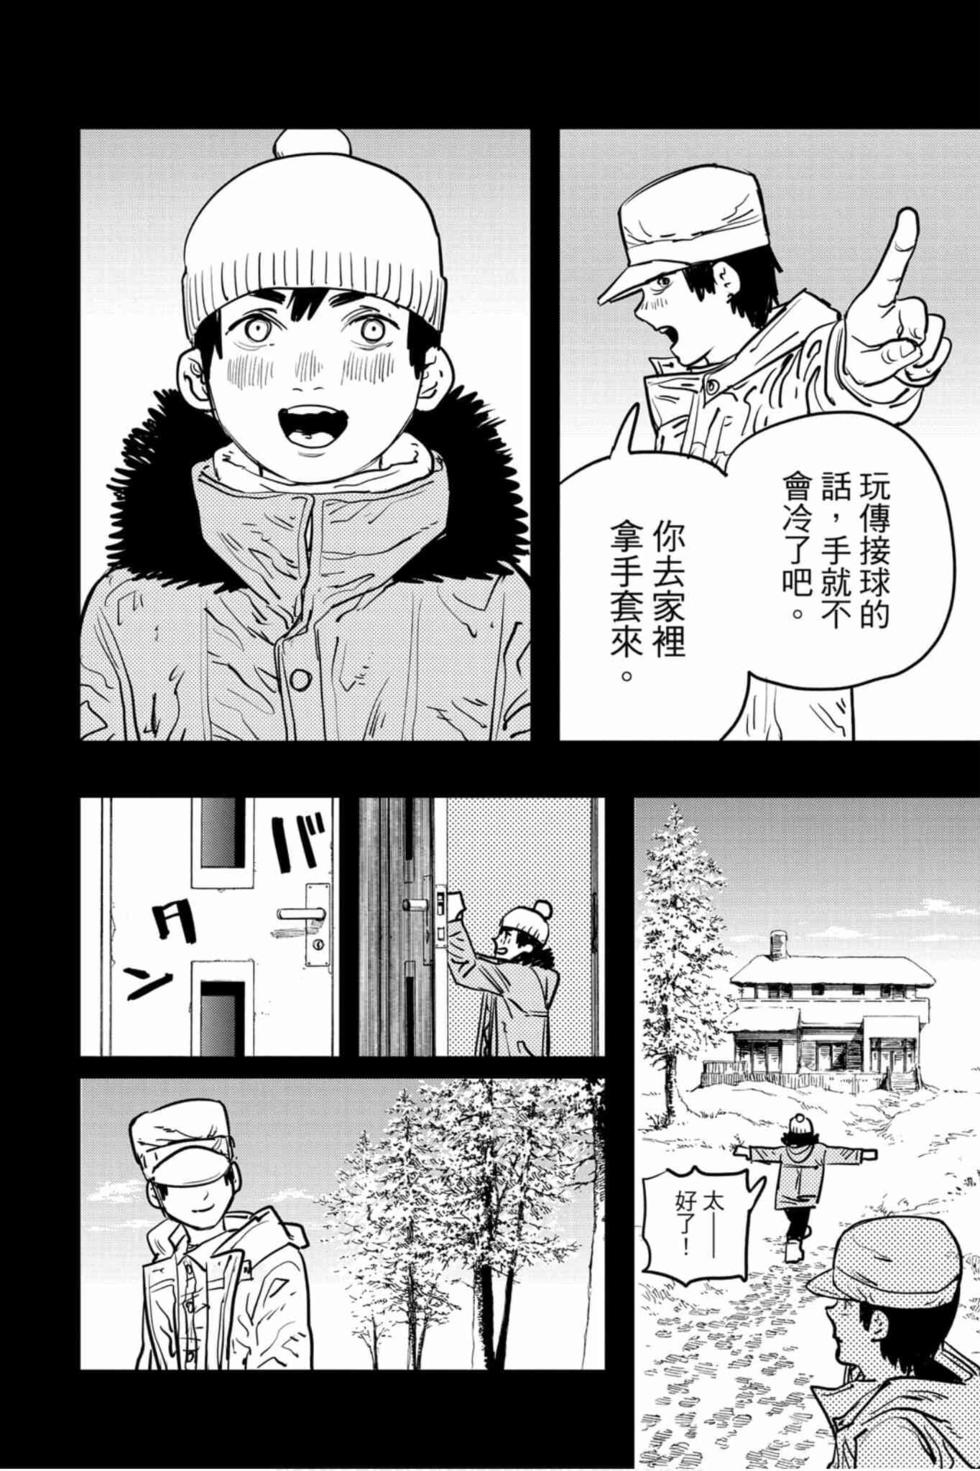 玩傳接球的
話，手就不
會冷了吧。
你去家裡
拿手套來。
太——
好了！
バ
タ
ン